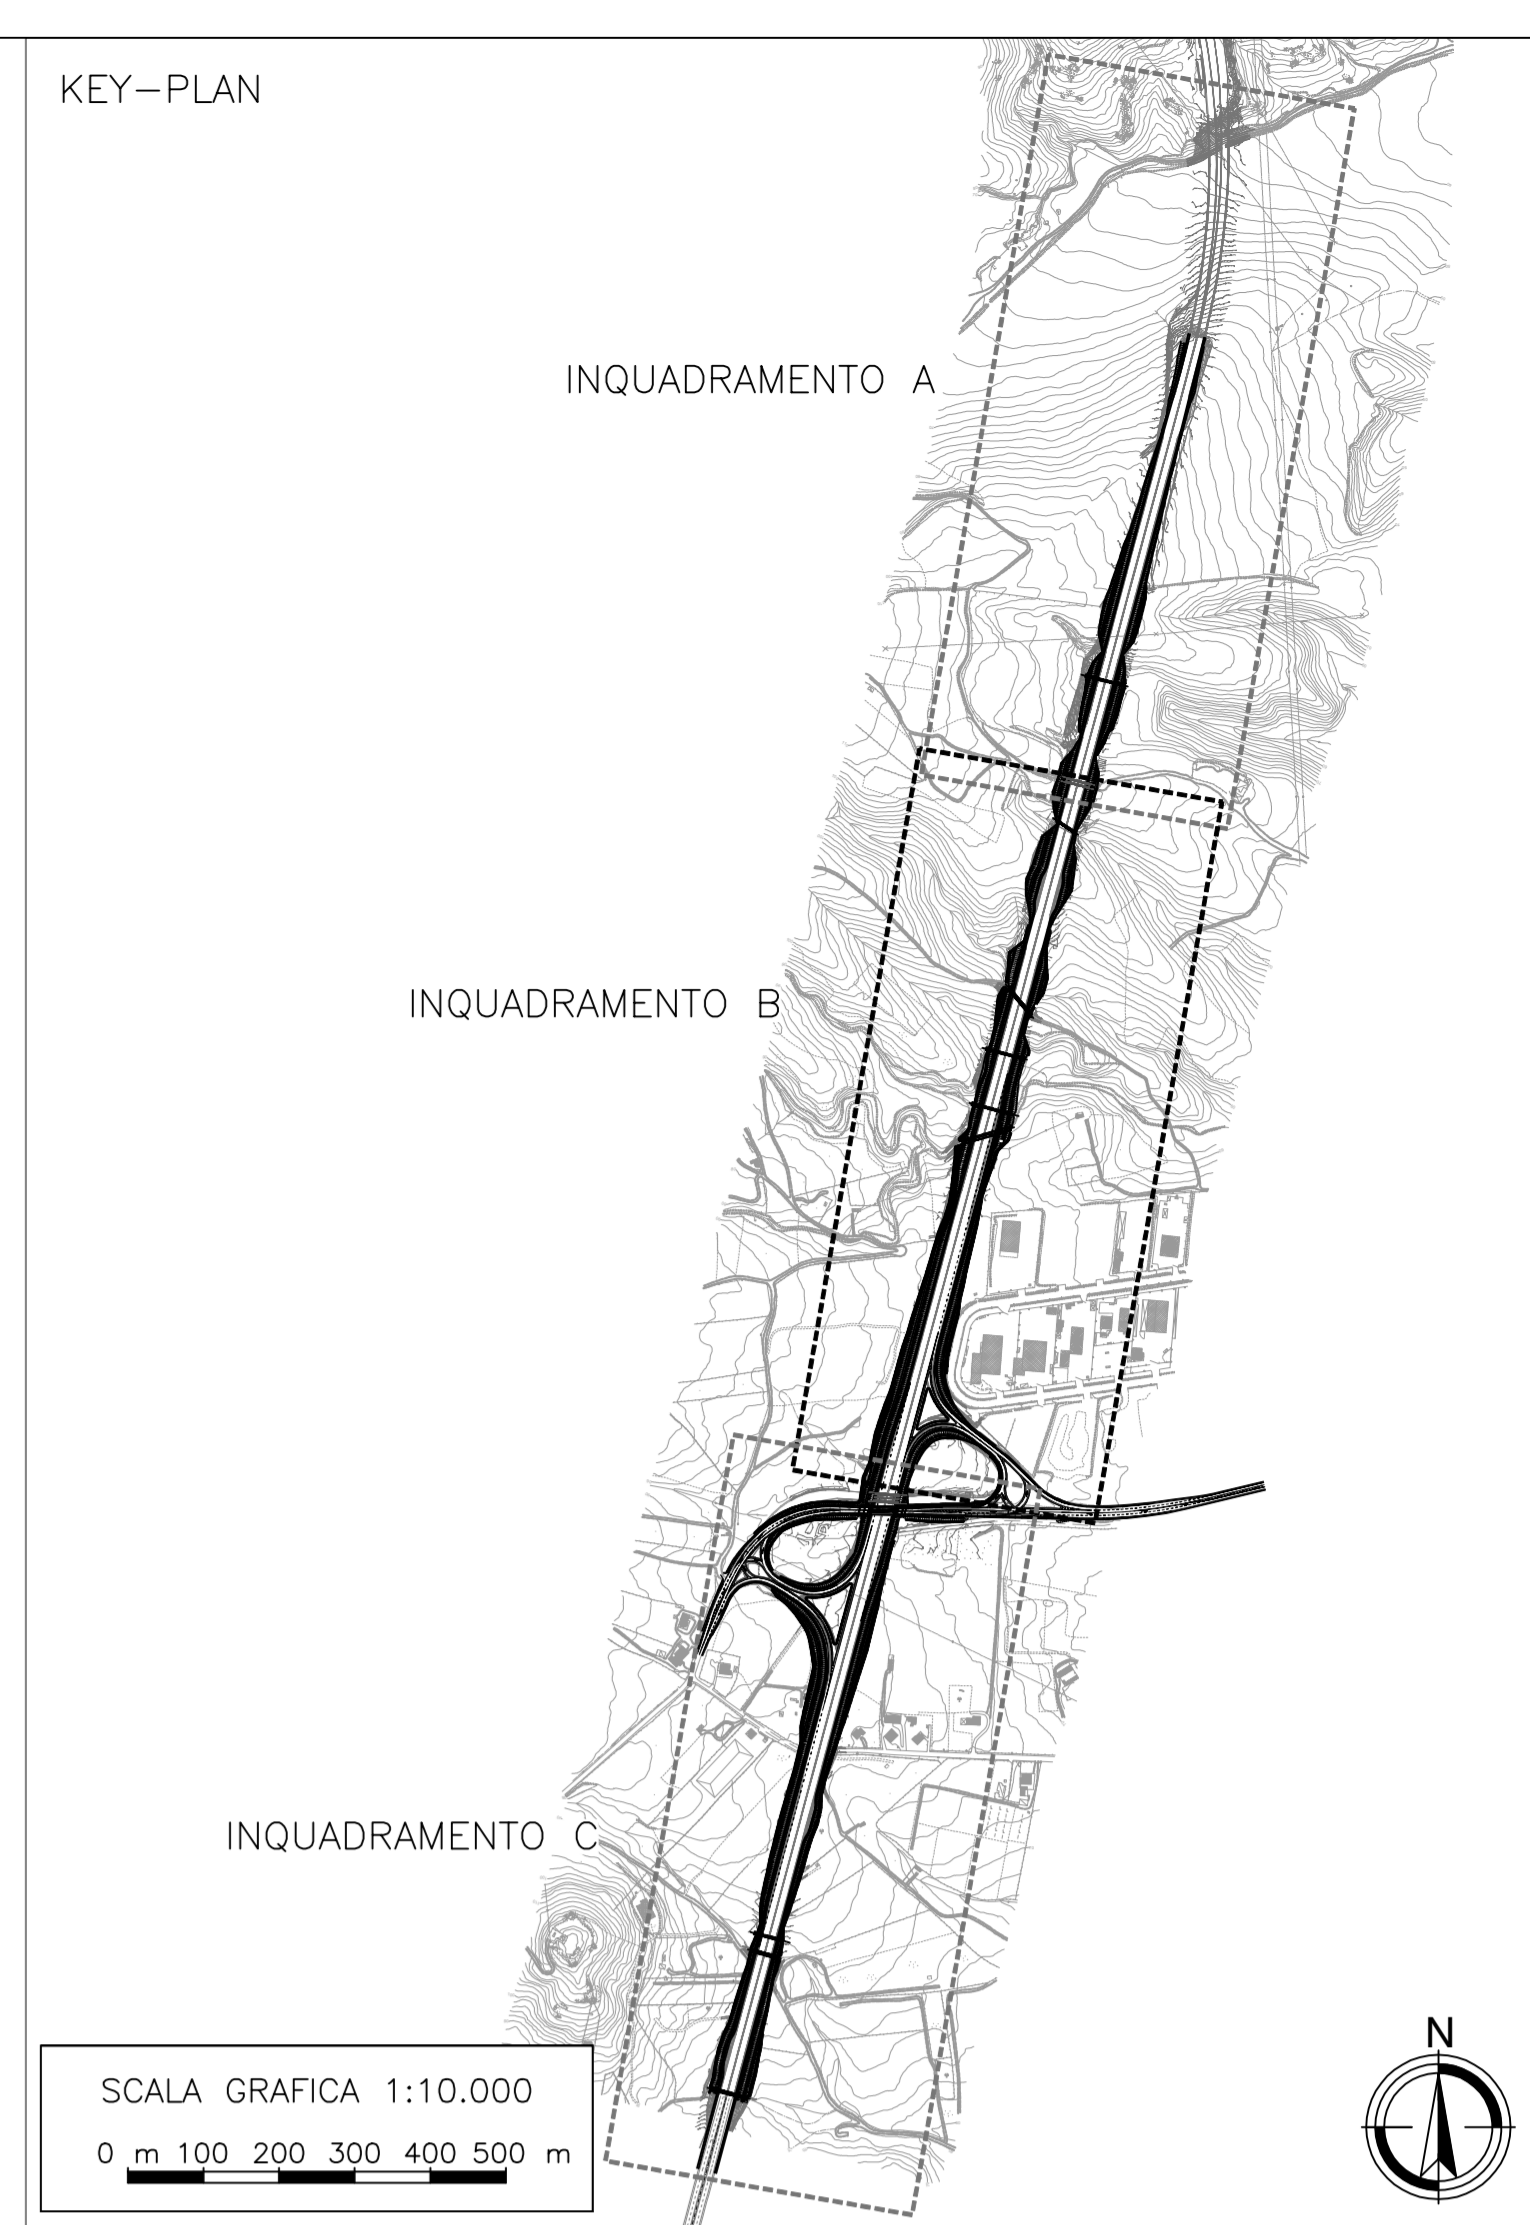 KEY-PLAN
INQUADRAMENTO A
INQUADRAMENTO B
INQUADRAMENTO C
N
SCALA GRAFICA 1:10.000
0 m 100 200 300 400 500 m